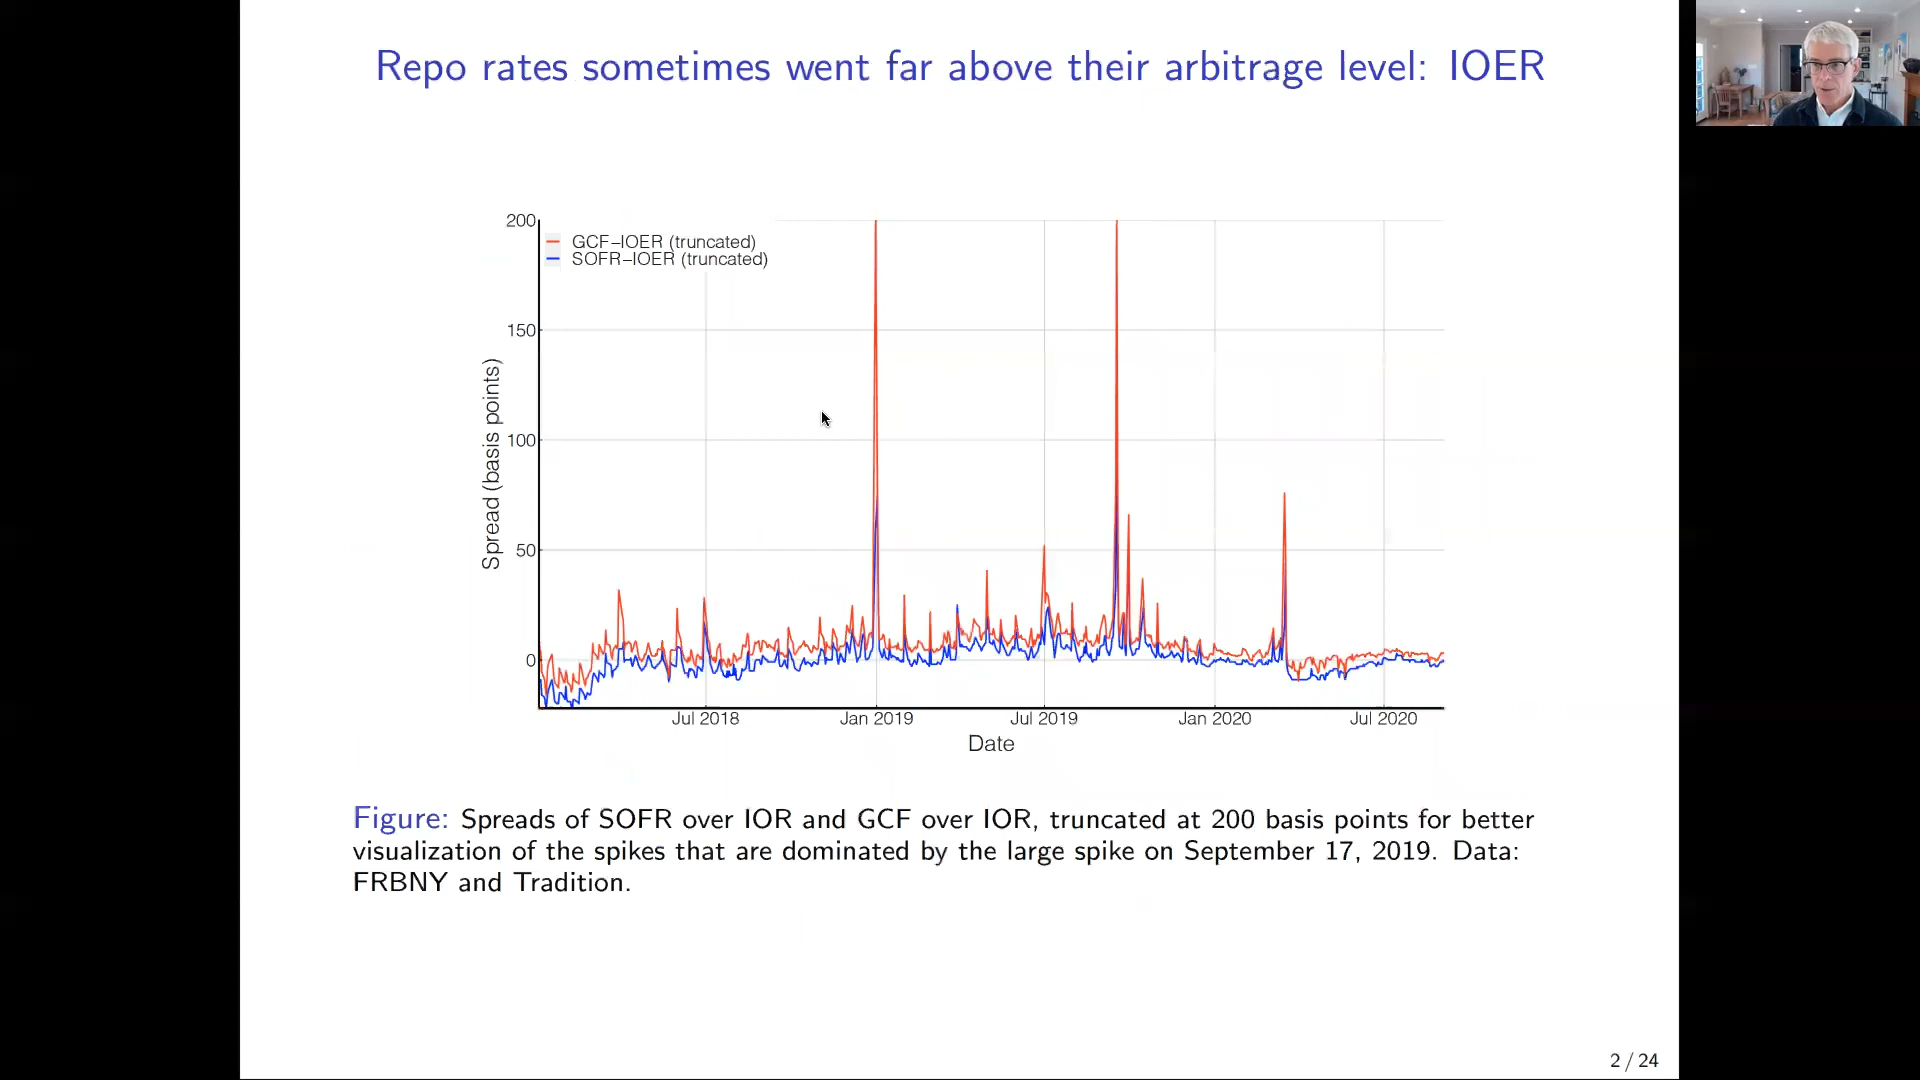 Repo rates sometimes went far above their arbitrage level: IOER
200
GCF–IOER (truncated)
SOFR–IOER (truncated)
150
100
50
0
Spread (basis points)
Jul 2018
Jan 2019
Jul 2019
Jan 2020
Jul 2020
Date
Figure: Spreads of SOFR over IOR and GCF over IOR, truncated at 200 basis points for better
visualization of the spikes that are dominated by the large spike on September 17, 2019. Data:
FRBNY and Tradition.
2 / 24